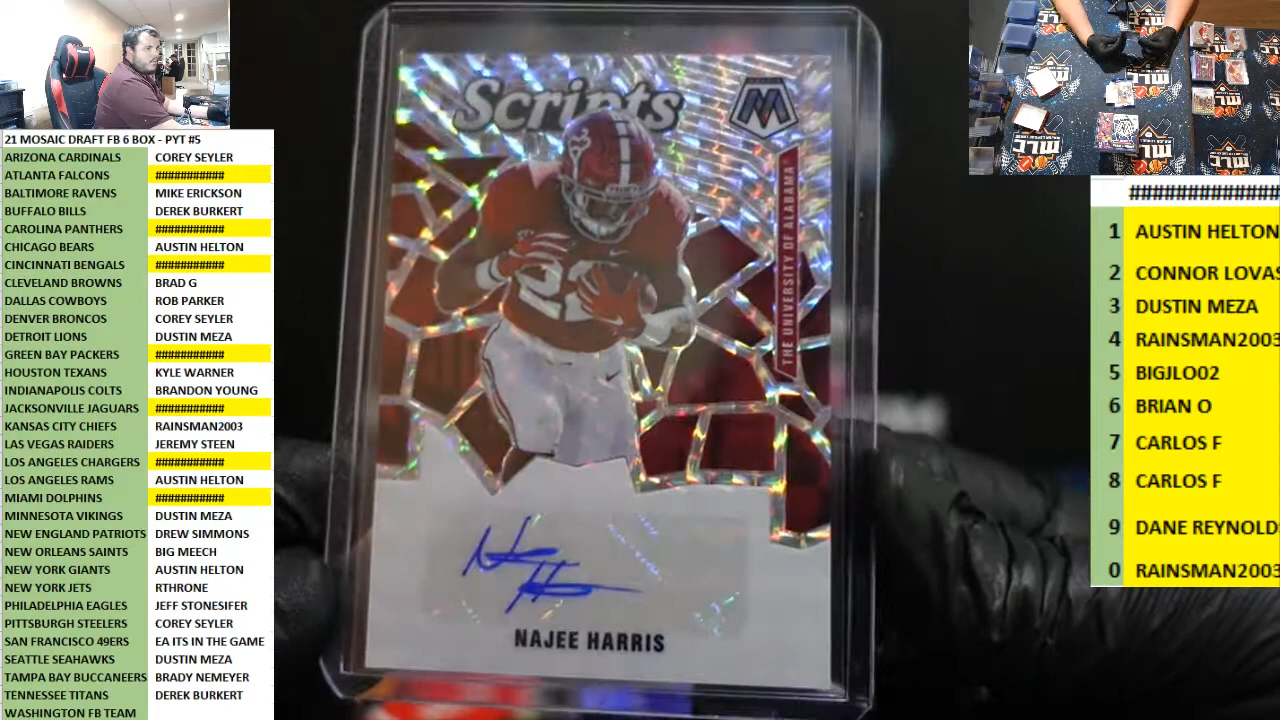 21 MOSAIC DRAFT FB 6 BOX - PYT #5
ARIZONA CARDINALS COREY SEYLER
ATLANTA FALCONS ###########
BALTIMORE RAVENS MIKE ERICKSON
BUFFALO BILLS DEREK BURKERT
CAROLINA PANTHERS ###########
CHICAGO BEARS AUSTIN HELTON
CINCINNATI BENGALS ###########
CLEVELAND BROWNS BRAD G
DALLAS COWBOYS ROB PARKER
DENVER BRONCOS COREY SEYLER
DETROIT LIONS DUSTIN MEZA
GREEN BAY PACKERS ###########
HOUSTON TEXANS KYLE WARNER
INDIANAPOLIS COLTS BRANDON YOUNG
JACKSONVILLE JAGUARS ###########
KANSAS CITY CHIEFS RAINSMAN2003
LAS VEGAS RAIDERS JEREMY STEEN
LOS ANGELES CHARGERS ###########
LOS ANGELES RAMS AUSTIN HELTON
MIAMI DOLPHINS ###########
MINNESOTA VIKINGS DUSTIN MEZA
NEW ENGLAND PATRIOTS DREW SIMMONS
NEW ORLEANS SAINTS BIG MEECH
NEW YORK GIANTS AUSTIN HELTON
NEW YORK JETS RTHRONE
PHILADELPHIA EAGLES JEFF STONESIFER
PITTSBURGH STEELERS COREY SEYLER
SAN FRANCISCO 49ERS EA ITS IN THE GAME
SEATTLE SEAHAWKS DUSTIN MEZA
TAMPA BAY BUCCANEERS BRADY NEMEYER
TENNESSEE TITANS DEREK BURKERT
WASHINGTON FB TEAM
Scripts
M
THE UNIVERSITY OF ALABAMA
22
NAJEE HARRIS
##############
1 AUSTIN HELTON
2 CONNOR LOVAS
3 DUSTIN MEZA
4 RAINSMAN2003
5 BIGJLO02
6 BRIAN O
7 CARLOS F
8 CARLOS F
9 DANE REYNOLD
0 RAINSMAN2003